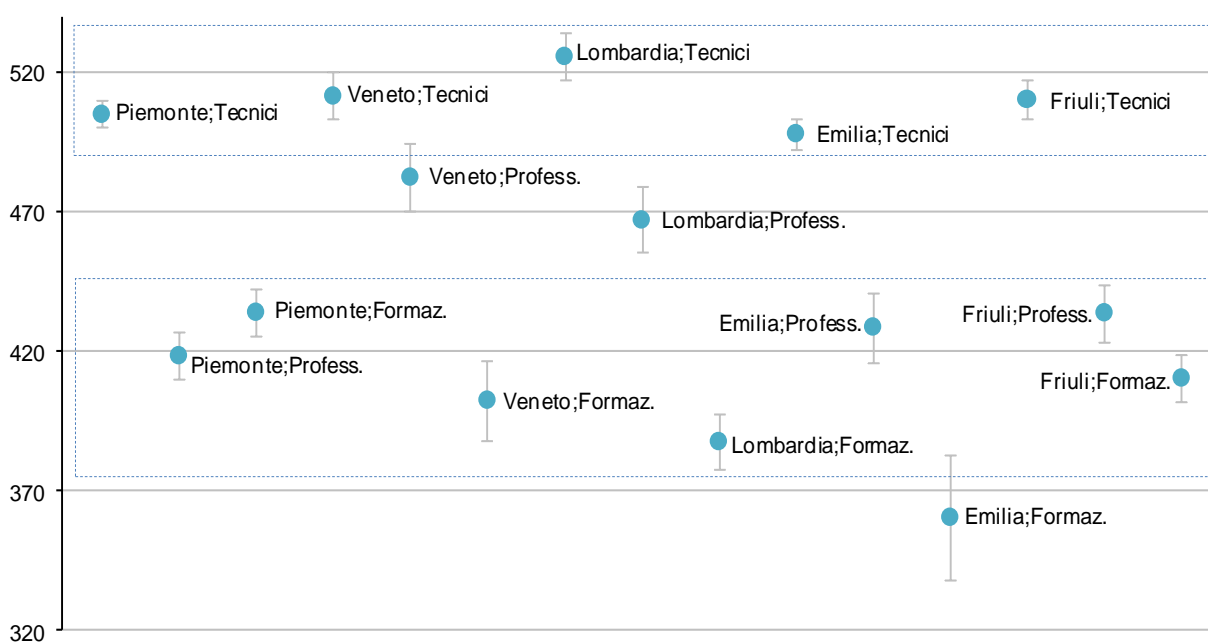 520
470
420
370
320
Lombardia;Tecnici
Veneto;Tecnici
Piemonte;Tecnici
Friuli;Tecnici
Emilia;Tecnici
Veneto;Profess.
Lombardia;Profess.
Piemonte;Formaz.
Friuli;Profess.
Emilia;Profess.
Piemonte;Profess.
Friuli;Formaz.
Veneto;Formaz.
Lombardia;Formaz.
Emilia;Formaz.